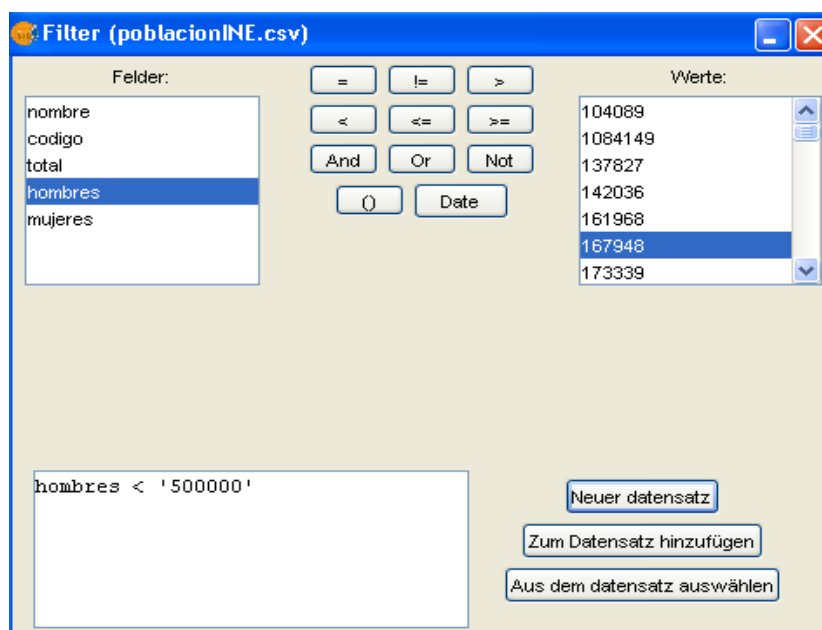 Filter (poblacionINE.csv)
Felder:
nombre
codigo
total
hombres
mujeres
= != >
< <= >=
And Or Not
() Date
Werte:
104089
1084149
137827
142036
161968
167948
173339
hombres < '500000'
Neuer datensatz
Zum Datensatz hinzufügen
Aus dem datensatz auswählen